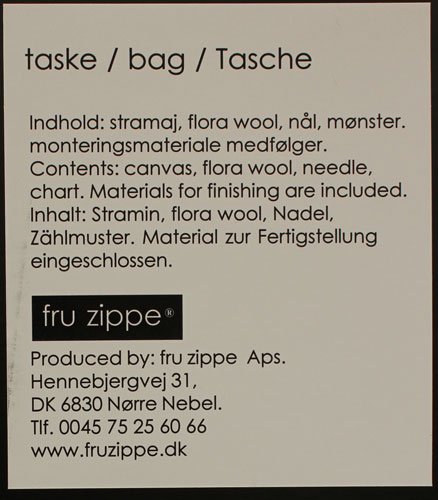 taske / bag / Tasche
Indhold: stramaj, flora wool, nål, mønster.
monteringsmateriale medfølger.
Contents: canvas, flora wool, needle,
chart. Materials for finishing are included.
Inhalt: Stramin, flora wool, Nadel,
Zählmuster. Material zur Fertigstellung
eingeschlossen.
fru zippe®
Produced by: fru zippe Aps.
Hennebjergvej 31,
DK 6830 Nørre Nebel.
Tlf. 0045 75 25 60 66
www.fruzippe.dk